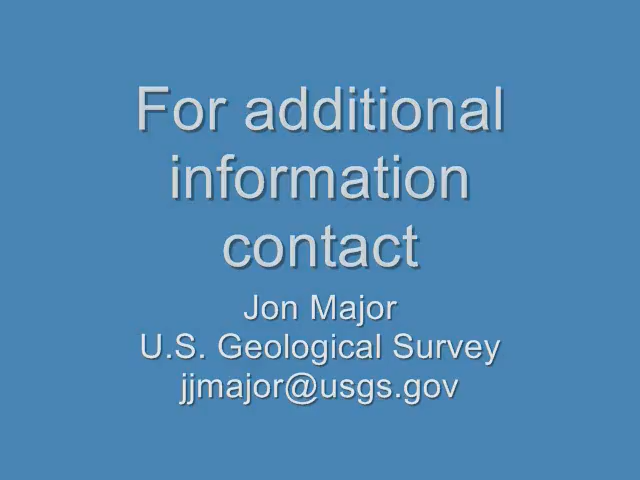 For additional
information
contact
Jon Major
U.S. Geological Survey
jjmajor@usgs.gov